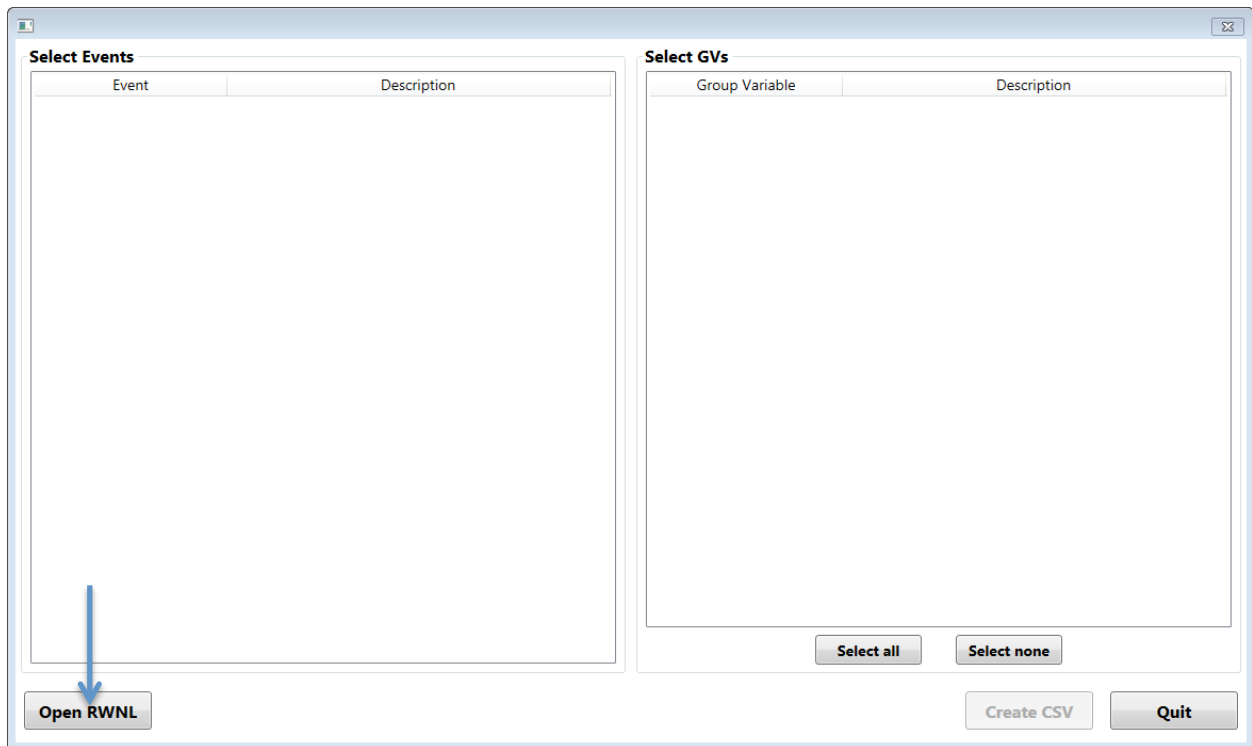 Select Events
Event Description
Select GVs
Group Variable Description
Select all Select none
Open RWNL Create CSV Quit